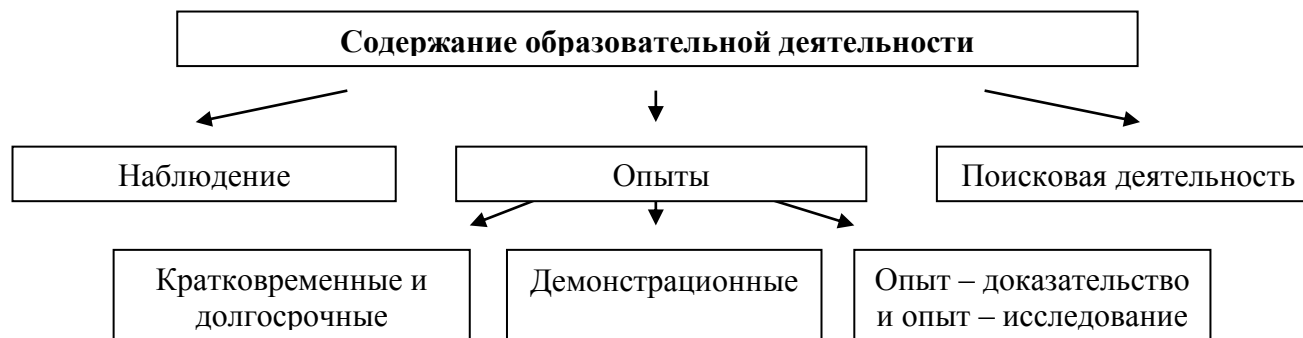 Содержание образовательной деятельности
Наблюдение
Опыты
Поисковая деятельность
Кратковременные и
долгосрочные
Демонстрационные
Опыт – доказательство
и опыт – исследование